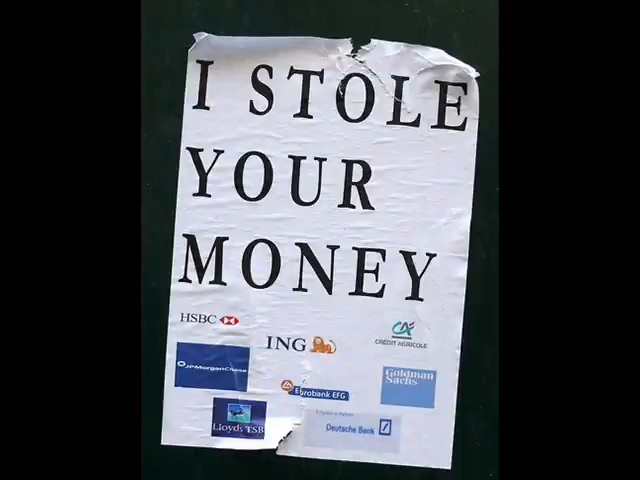 I STOLE
YOUR
MONEY
HSBC
ING
CRÉDIT AGRICOLE
JPMorganChase
Goldman
Sachs
Eurobank EFG
Lloyds TSB
Deutsche Bank